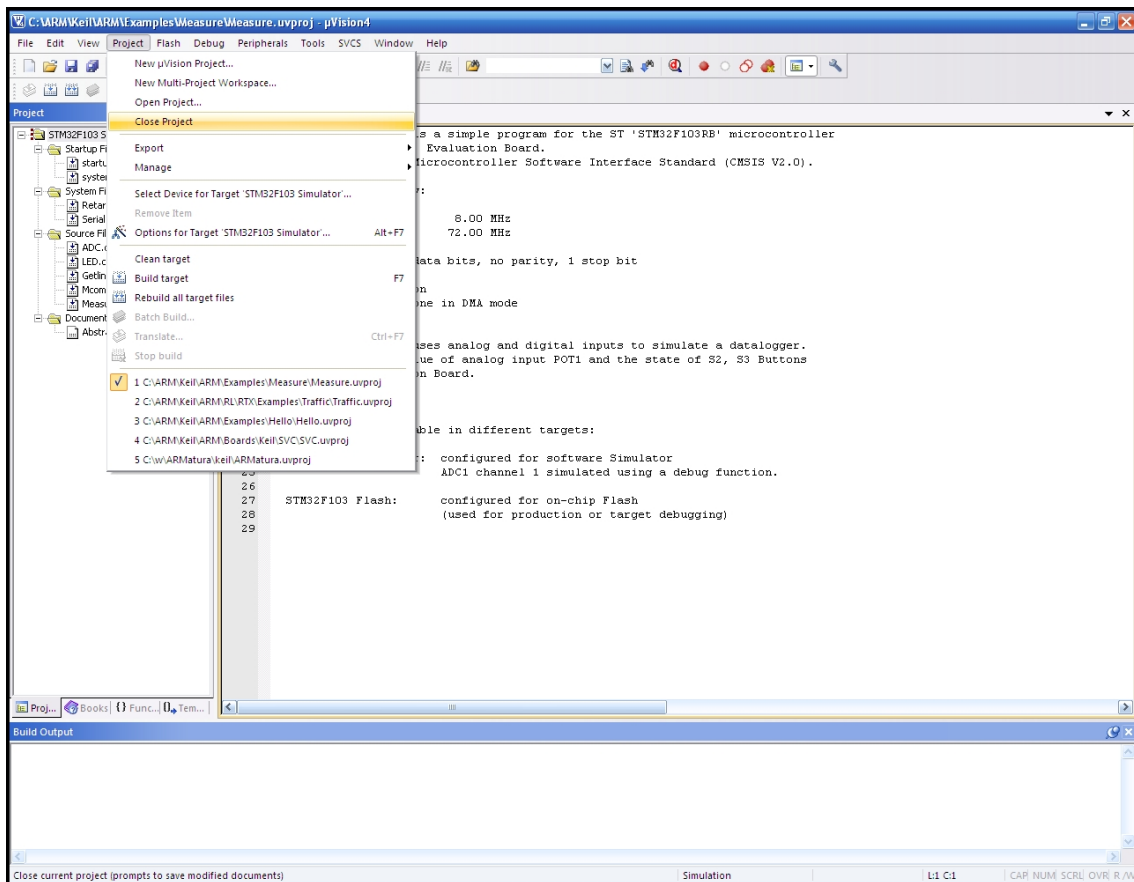 C:\ARM\Keil\ARM\Examples\Measure\Measure.uvproj - µVision4
File Edit View Project Flash Debug Peripherals Tools SVCS Window Help
Project
STM32F103 S
Startup Fi
startu
syste
System Fi
Retar
Serial
Source Fil
ADC.c
LED.c
Getlin
Mcom
Measu
Document
Abstr
New µVision Project...
New Multi-Project Workspace...
Open Project...
Close Project
Export
Manage
Select Device for Target 'STM32F103 Simulator'...
Remove Item
Options for Target 'STM32F103 Simulator'... Alt+F7
Clean target
Build target F7
Rebuild all target files
Batch Build...
Translate... Ctrl+F7
Stop build
1 C:\ARM\Keil\ARM\Examples\Measure\Measure.uvproj
2 C:\ARM\Keil\ARM\RL\RTX\Examples\Traffic\Traffic.uvproj
3 C:\ARM\Keil\ARM\Examples\Hello\Hello.uvproj
4 C:\ARM\Keil\ARM\Boards\Keil\SVC\SVC.uvproj
5 C:\w\ARMatura\keil\ARMatura.uvproj
s a simple program for the ST 'STM32F103RB' microcontroller
Evaluation Board.
icrocontroller Software Interface Standard (CMSIS V2.0).
:
8.00 MHz
72.00 MHz
ata bits, no parity, 1 stop bit
on
one in DMA mode
uses analog and digital inputs to simulate a datalogger.
ue of analog input POT1 and the state of S2, S3 Buttons
n Board.
ble in different targets:
: configured for software Simulator
25 ADC1 channel 1 simulated using a debug function.
26
27 STM32F103 Flash: configured for on-chip Flash
28 (used for production or target debugging)
29
Proj... Books {} Func... Tem...
Build Output
Close current project (prompts to save modified documents) Simulation L:1 C:1 CAP NUM SCRL OVR R/W